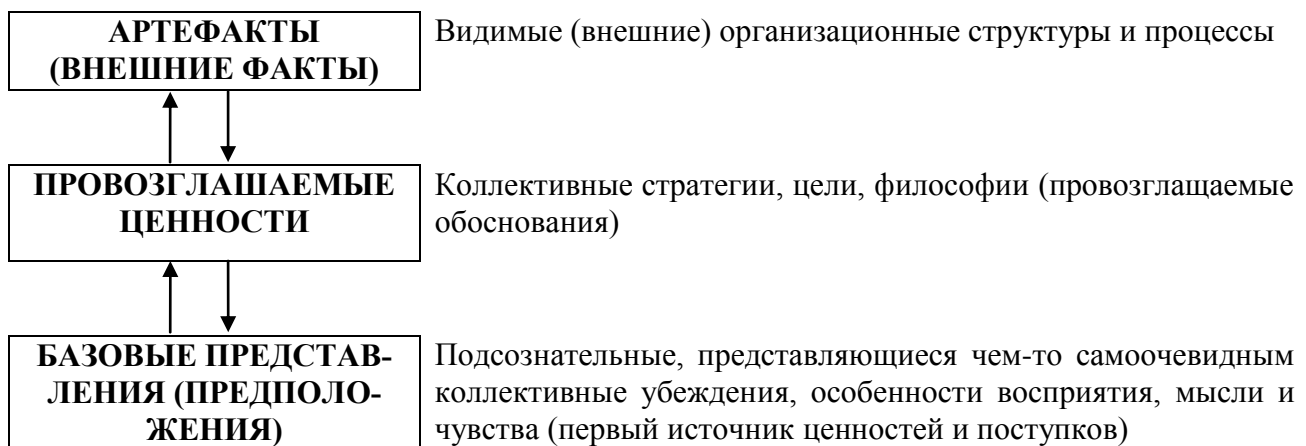 АРТЕФАКТЫ
(ВНЕШНИЕ ФАКТЫ)
Видимые (внешние) организационные структуры и процессы
ПРОВОЗГЛАШАЕМЫЕ
ЦЕННОСТИ
Коллективные стратегии, цели, философии (провозглащаемые
обоснования)
БАЗОВЫЕ ПРЕДСТАВ-
ЛЕНИЯ (ПРЕДПОЛО-
ЖЕНИЯ)
Подсознательные, представляющиеся чем-то самоочевидным
коллективные убеждения, особенности восприятия, мысли и
чувства (первый источник ценностей и поступков)